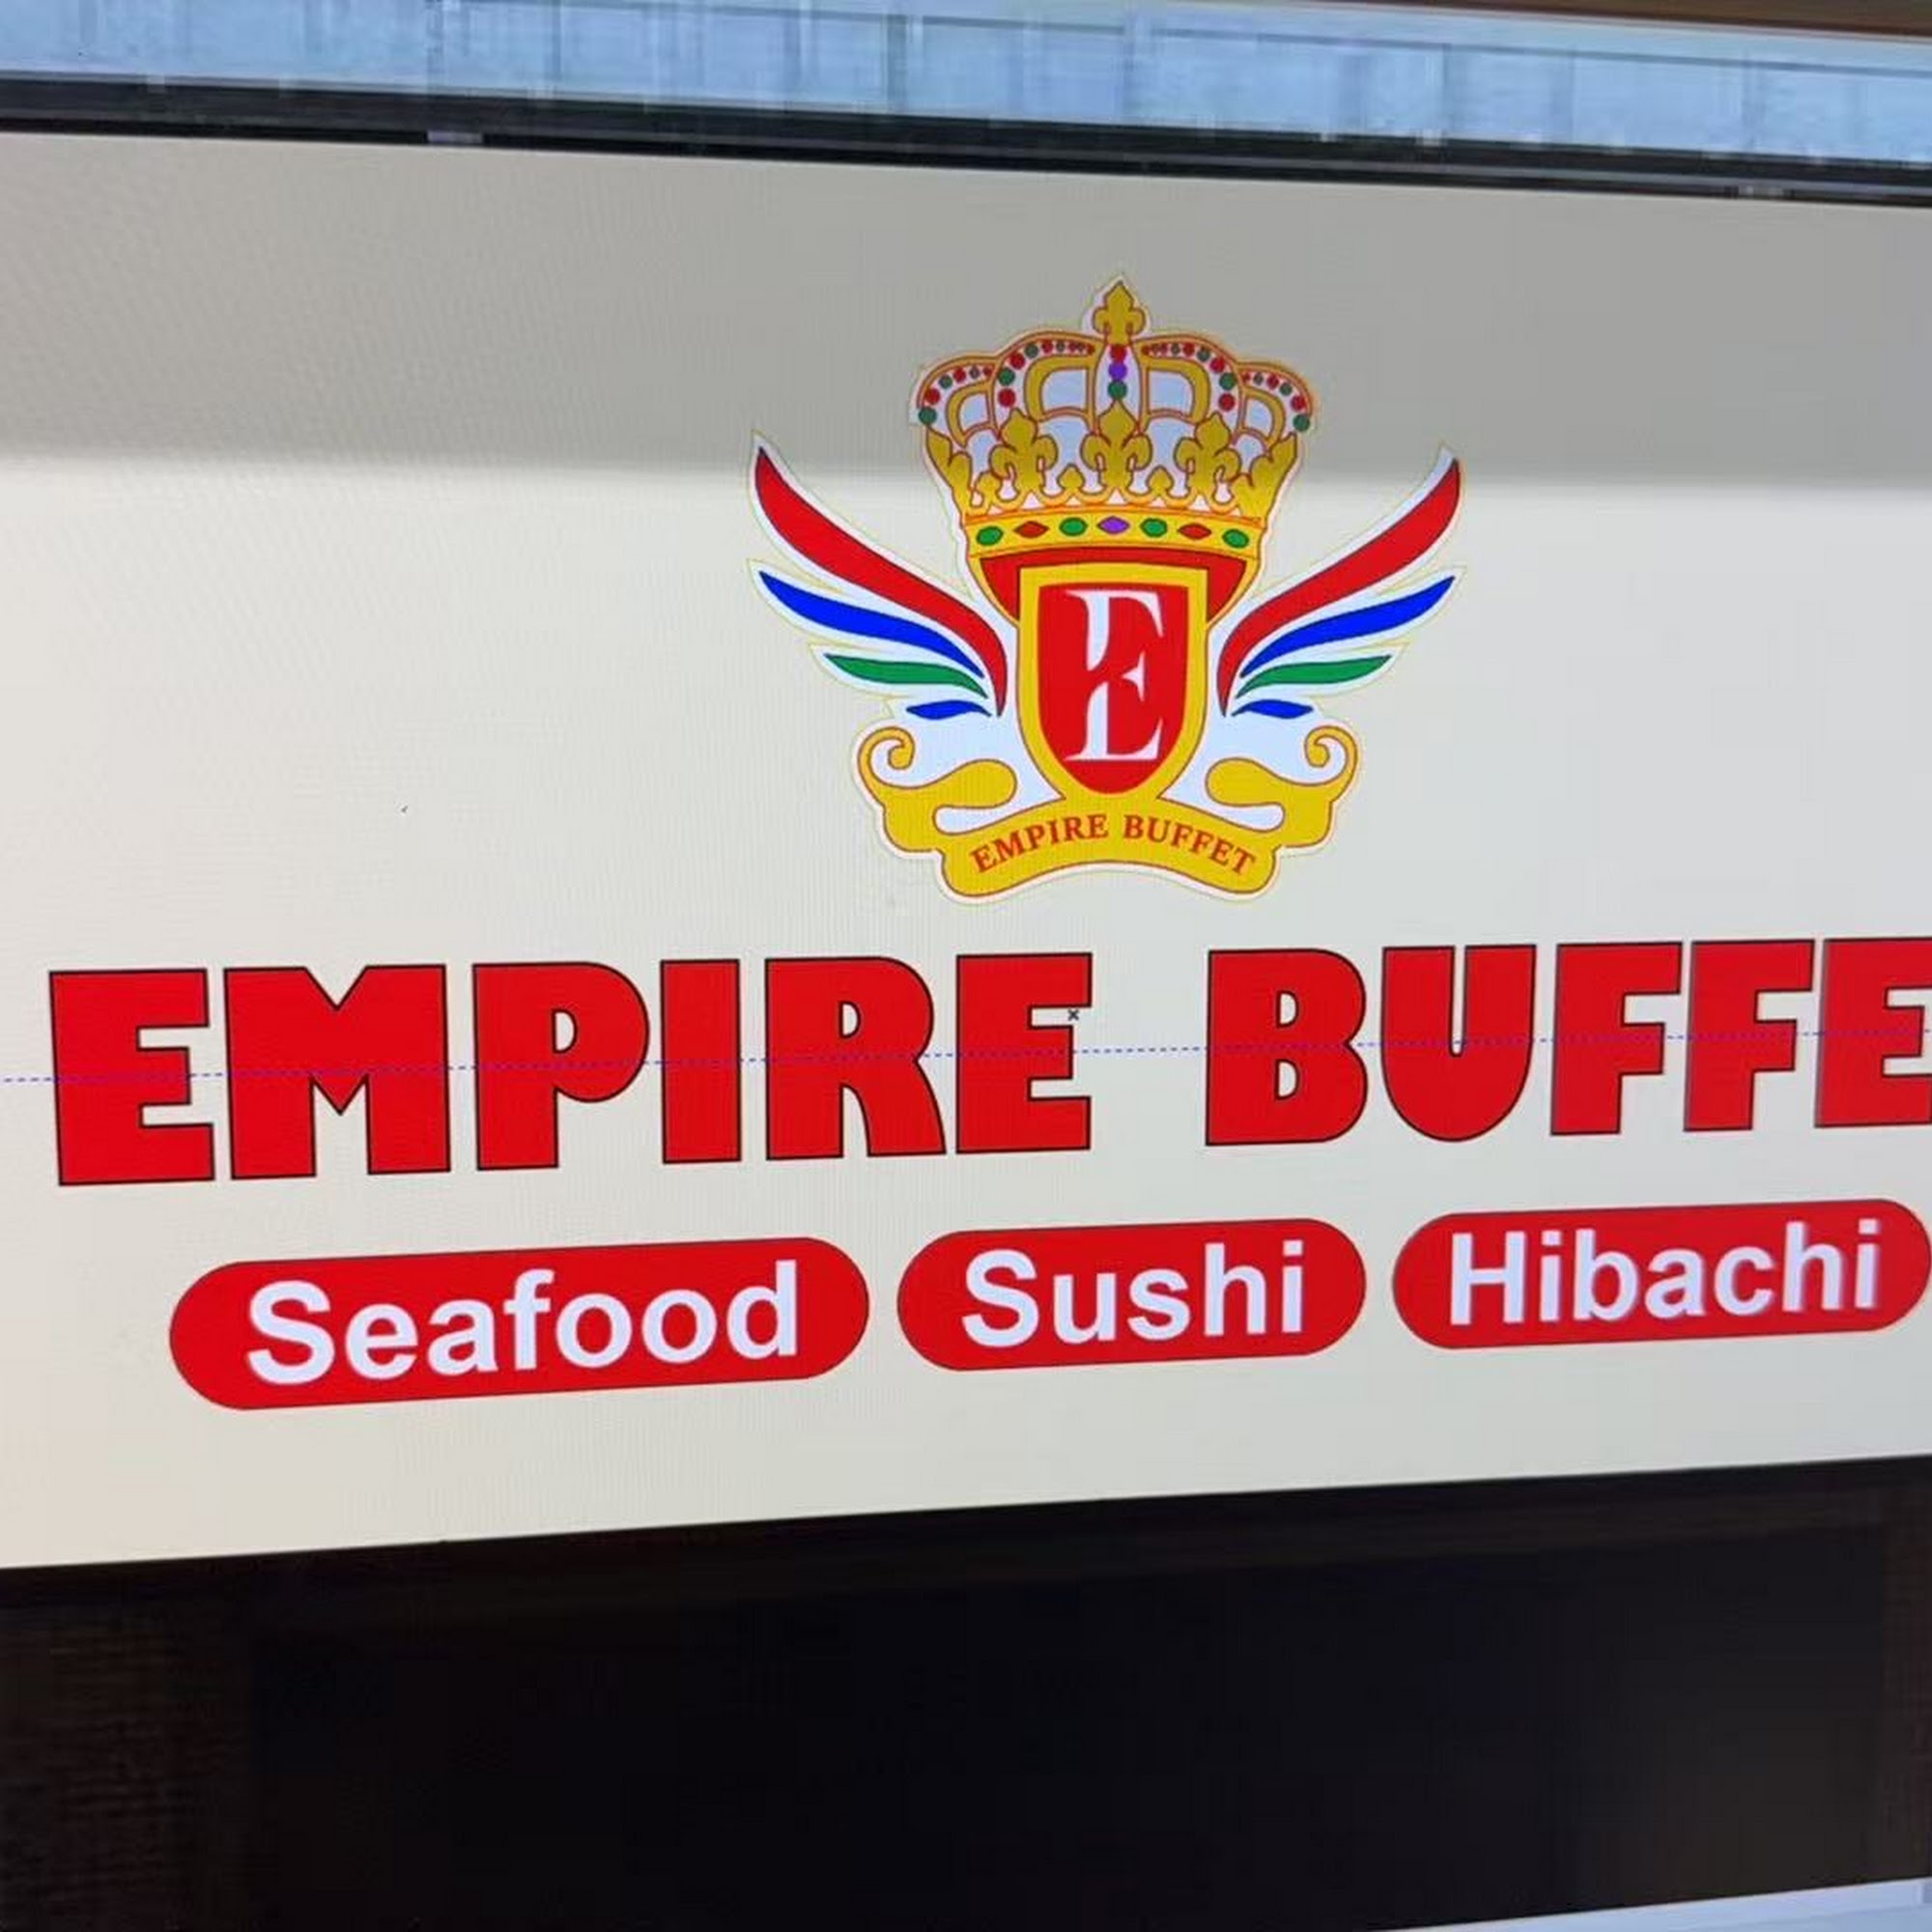 E
EMPIRE BUFFET
EMPIRE BUFFE
Seafood Sushi Hibachi